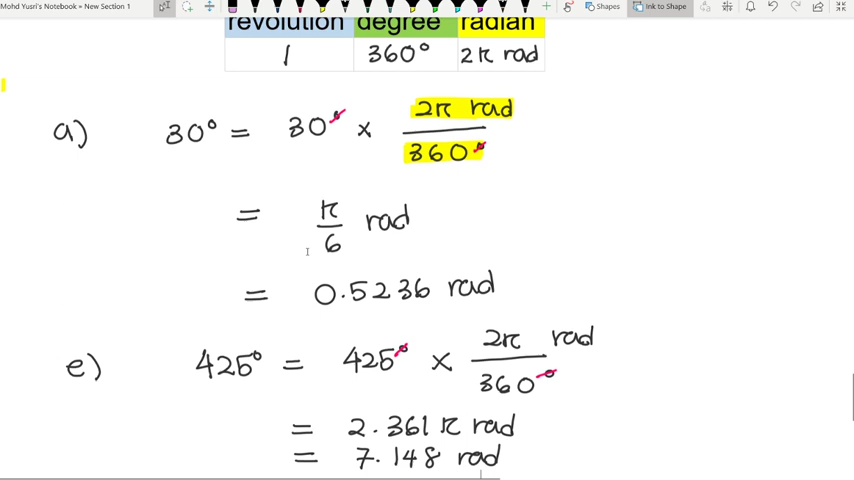 Mohd Yusri's Notebook » New Section 1
Shapes Ink to Shape
revolution degree radian
1 360° 2π rad
a) 30° = 30° × 2π rad / 360°
= π/6 rad
= 0.5236 rad
e) 425° = 425° × 2π rad / 360°
= 2.361 π rad
= 7.148 rad